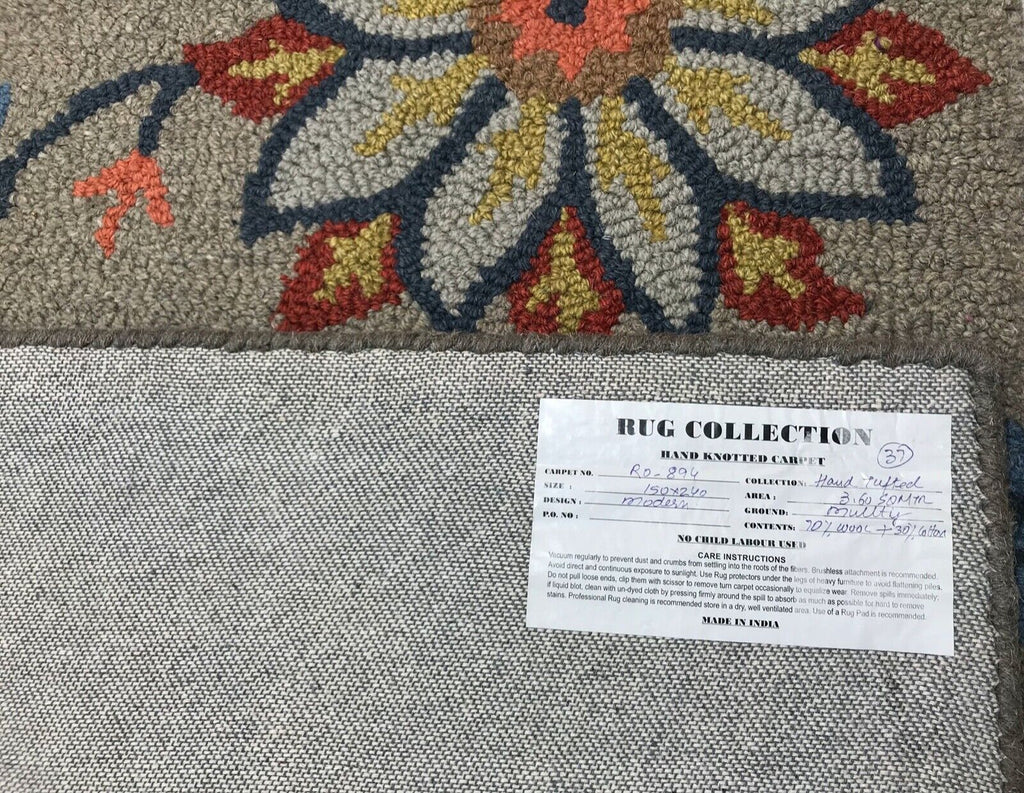 RUG COLLECTION
HAND KNOTTED CARPET
37
CARPET NO. RO-894
SIZE : 150x240
DESIGN : modern
P.O. NO :
COLLECTION: Hand Tufted
AREA : 3.60 SQMTR
GROUND: Mullty
CONTENTS: 70% wool + 30% Cotton
NO CHILD LABOUR USED
CARE INSTRUCTIONS
Vacuum regularly to prevent dust and crumbs from settling into the roots of the fibers. Brushless attachment is recommended.
Avoid direct and continuous exposure to sunlight. Use Rug protectors under the legs of heavy furniture to avoid flattening piles.
Do not pull loose ends, clip them with scissor to remove turn carpet occasionally to equalize wear. Remove spills immediately;
if liquid blot, clean with un-dyed cloth by pressing firmly around the spill to absorb as much as possible for hard to remove
stains. Professional Rug cleaning is recommended store in a dry, well ventilated area. Use of a Rug Pad is recommended.
MADE IN INDIA